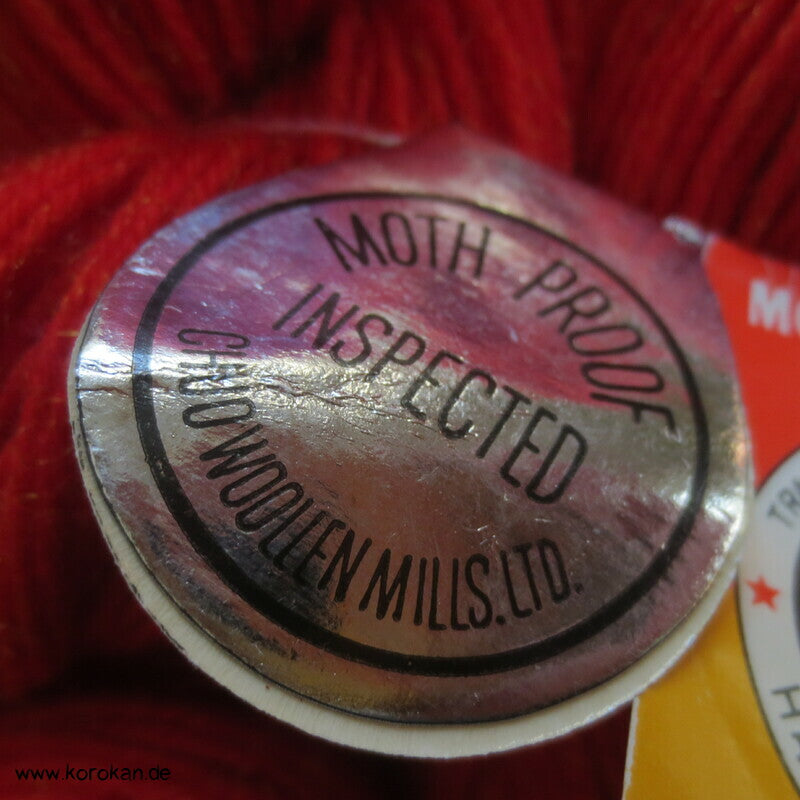 MOTH PROOF
INSPECTED
CHUO WOOLLEN MILLS.LTD.
www.korokan.de